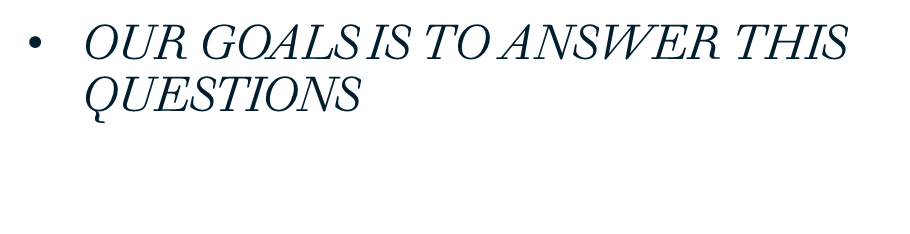 • OUR GOALS IS TO ANSWER THIS
QUESTIONS